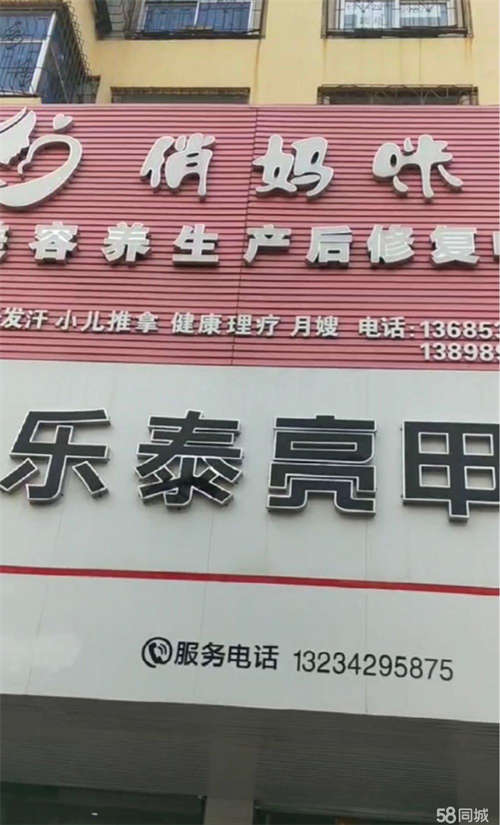 俏妈咪
美容养生产后修复
发汗 小儿推拿 健康理疗 月嫂 电话:13685
13898
乐泰亮甲
服务电话 13234295875
58同城